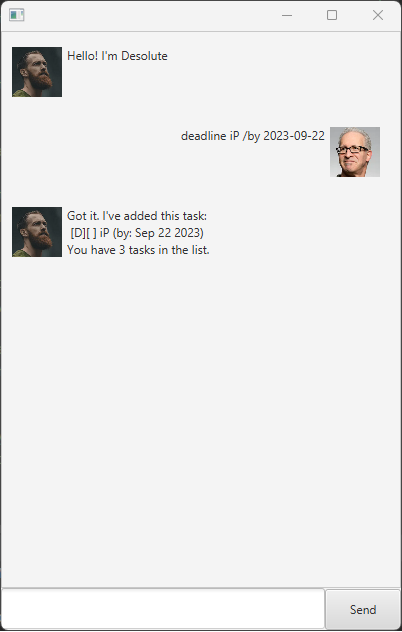 Hello! I'm Desolute
deadline iP /by 2023-09-22
Got it. I've added this task:
[D][ ] iP (by: Sep 22 2023)
You have 3 tasks in the list.
Send